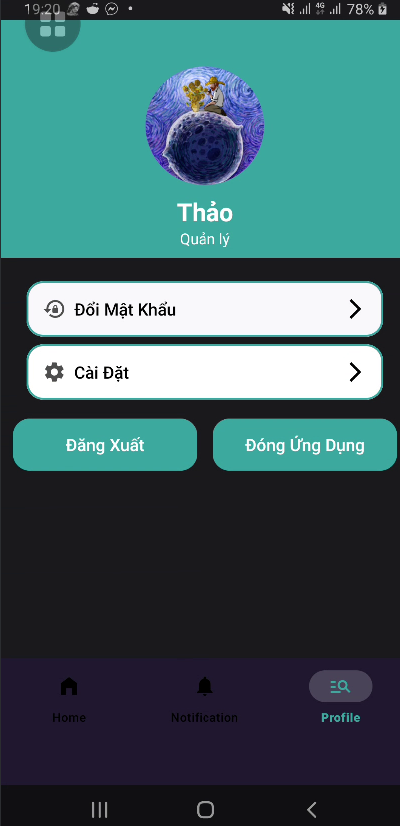 19:20
4G
78%
Thảo
Quản lý
Đổi Mật Khẩu
Cài Đặt
Đăng Xuất
Đóng Ứng Dụng
Home
Notification
Profile